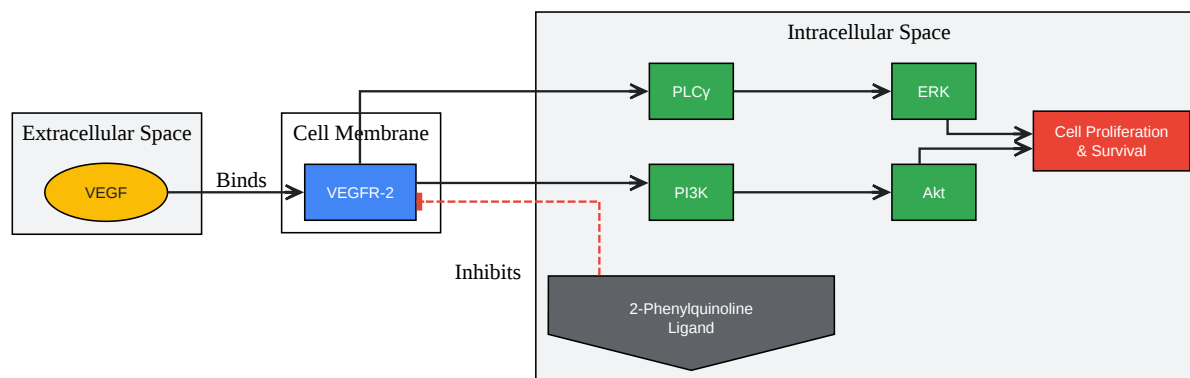 Intracellular Space
PLCγ
ERK
Extracellular Space
Cell Membrane
Cell Proliferation
& Survival
VEGF
Binds
VEGFR-2
PI3K
Akt
Inhibits
2-Phenylquinoline
Ligand